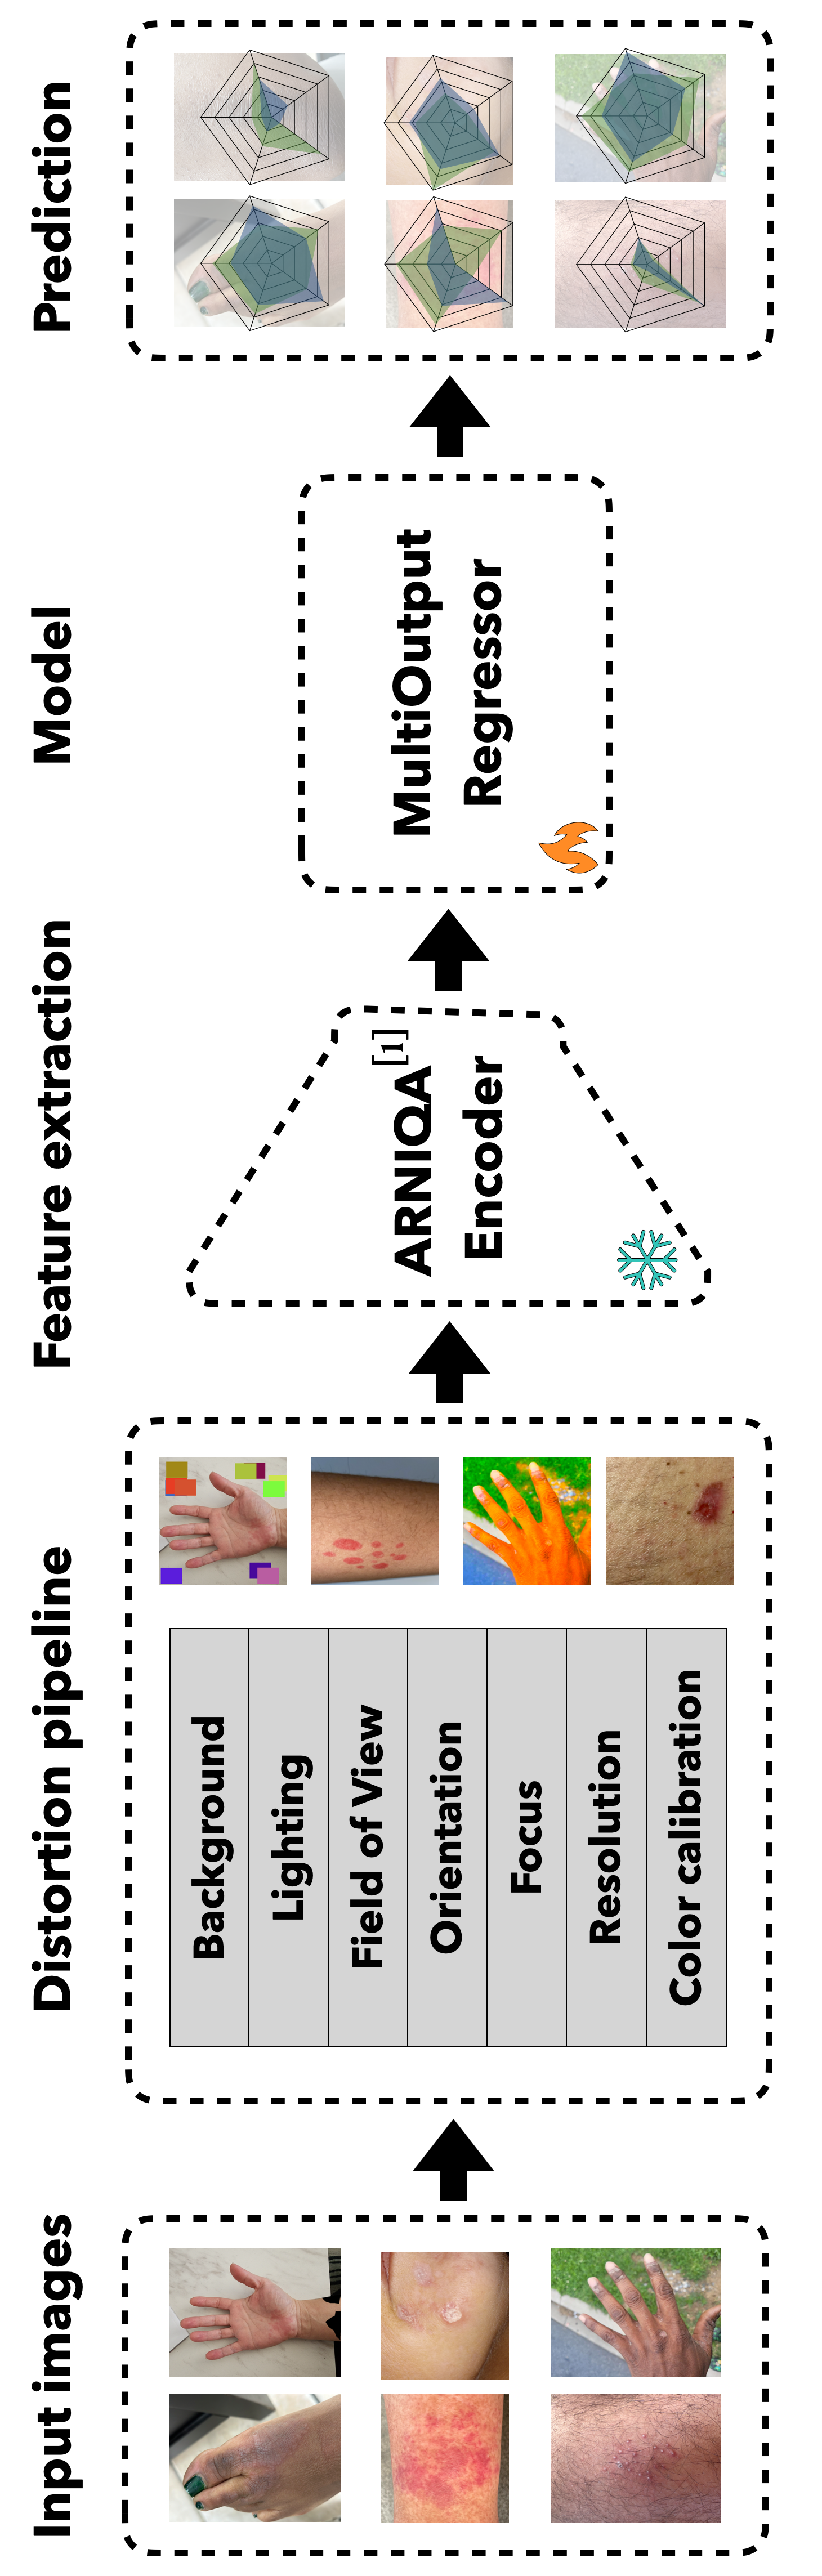 Input images
Distortion pipeline
Background
Lighting
Field of View
Orientation
Focus
Resolution
Color calibration
Feature extraction
ARNIQA [1]
Encoder
Model
MultiOutput
Regressor
Prediction